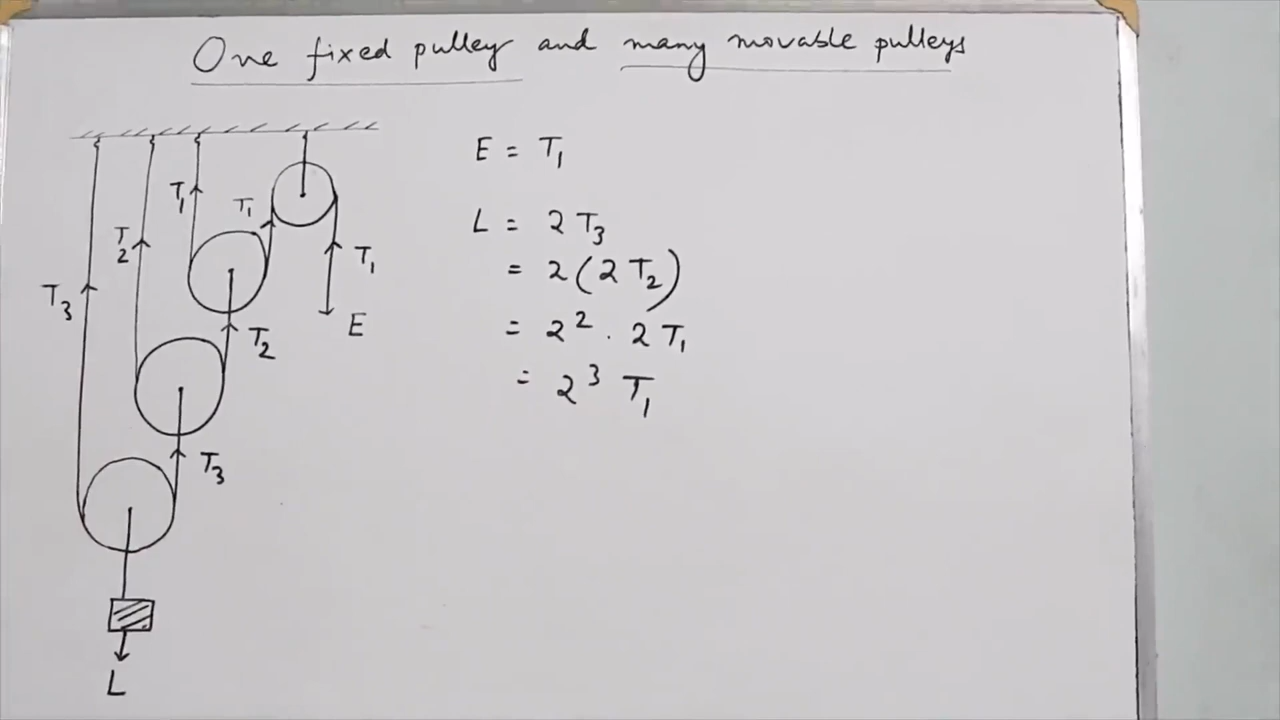 One fixed pulley and many movable pulleys
E = T₁
L = 2 T₃
= 2 (2 T₂)
= 2² . 2 T₁
= 2³ T₁
T₁
T₁
T₂
T₁
T₃
E
T₂
T₃
L